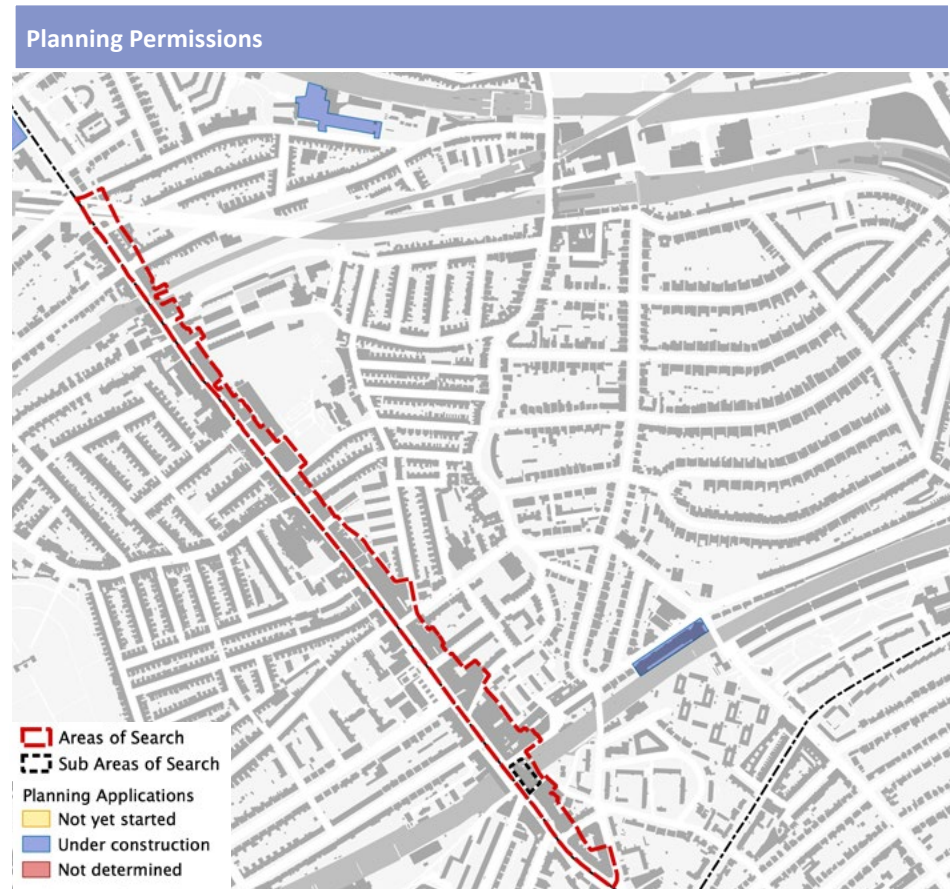 Planning Permissions
Areas of Search
Sub Areas of Search
Planning Applications
Not yet started
Under construction
Not determined